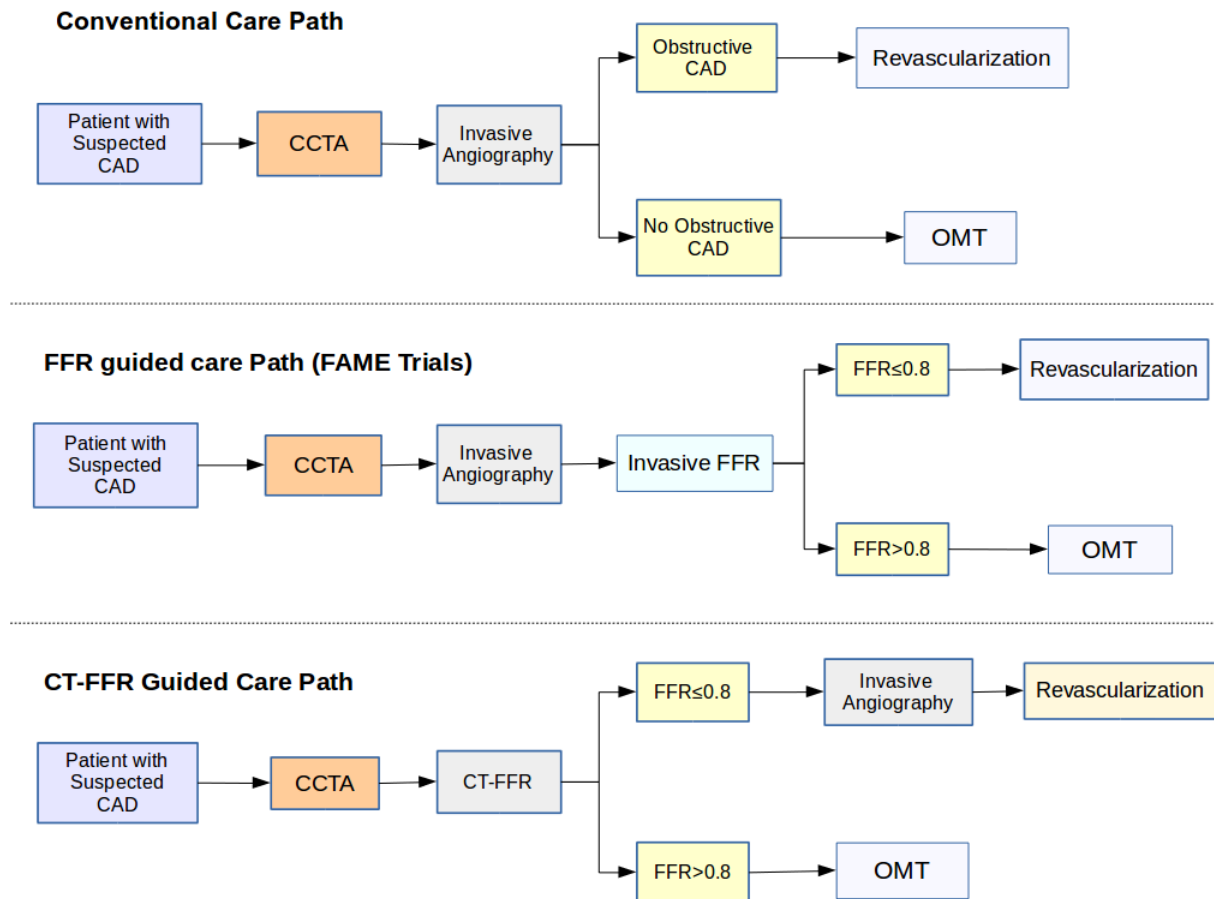 Conventional Care Path
Patient with
Suspected
CAD
CCTA
Invasive
Angiography
Obstructive
CAD
Revascularization
No Obstructive
CAD
OMT
FFR guided care Path (FAME Trials)
Patient with
Suspected
CAD
CCTA
Invasive
Angiography
Invasive FFR
FFR≤0.8
Revascularization
FFR>0.8
OMT
CT-FFR Guided Care Path
Patient with
Suspected
CAD
CCTA
CT-FFR
FFR≤0.8
Invasive
Angiography
Revascularization
FFR>0.8
OMT